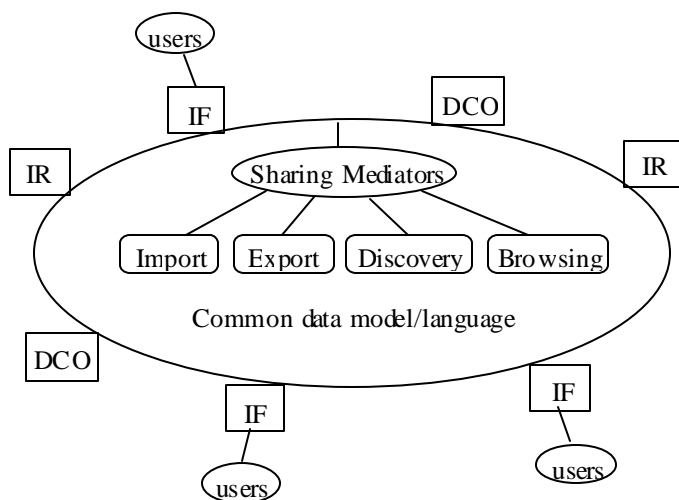 users
IF
DCO
IR
IR
Sharing Mediators
Import
Export
Discovery
Browsing
Common data model/language
DCO
IF
IF
users
users